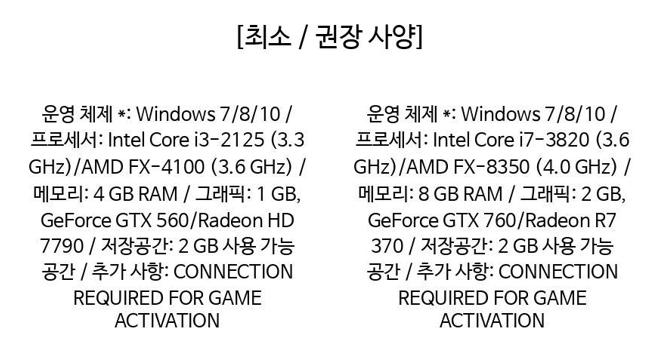 [최소 / 권장 사양]
운영 체제 *: Windows 7/8/10 /
프로세서: Intel Core i3-2125 (3.3
GHz)/AMD FX-4100 (3.6 GHz) /
메모리: 4 GB RAM / 그래픽: 1 GB,
GeForce GTX 560/Radeon HD
7790 / 저장공간: 2 GB 사용 가능
공간 / 추가 사항: CONNECTION
REQUIRED FOR GAME
ACTIVATION
운영 체제 *: Windows 7/8/10 /
프로세서: Intel Core i7-3820 (3.6
GHz)/AMD FX-8350 (4.0 GHz) /
메모리: 8 GB RAM / 그래픽: 2 GB,
GeForce GTX 760/Radeon R7
370 / 저장공간: 2 GB 사용 가능
공간 / 추가 사항: CONNECTION
REQUIRED FOR GAME
ACTIVATION